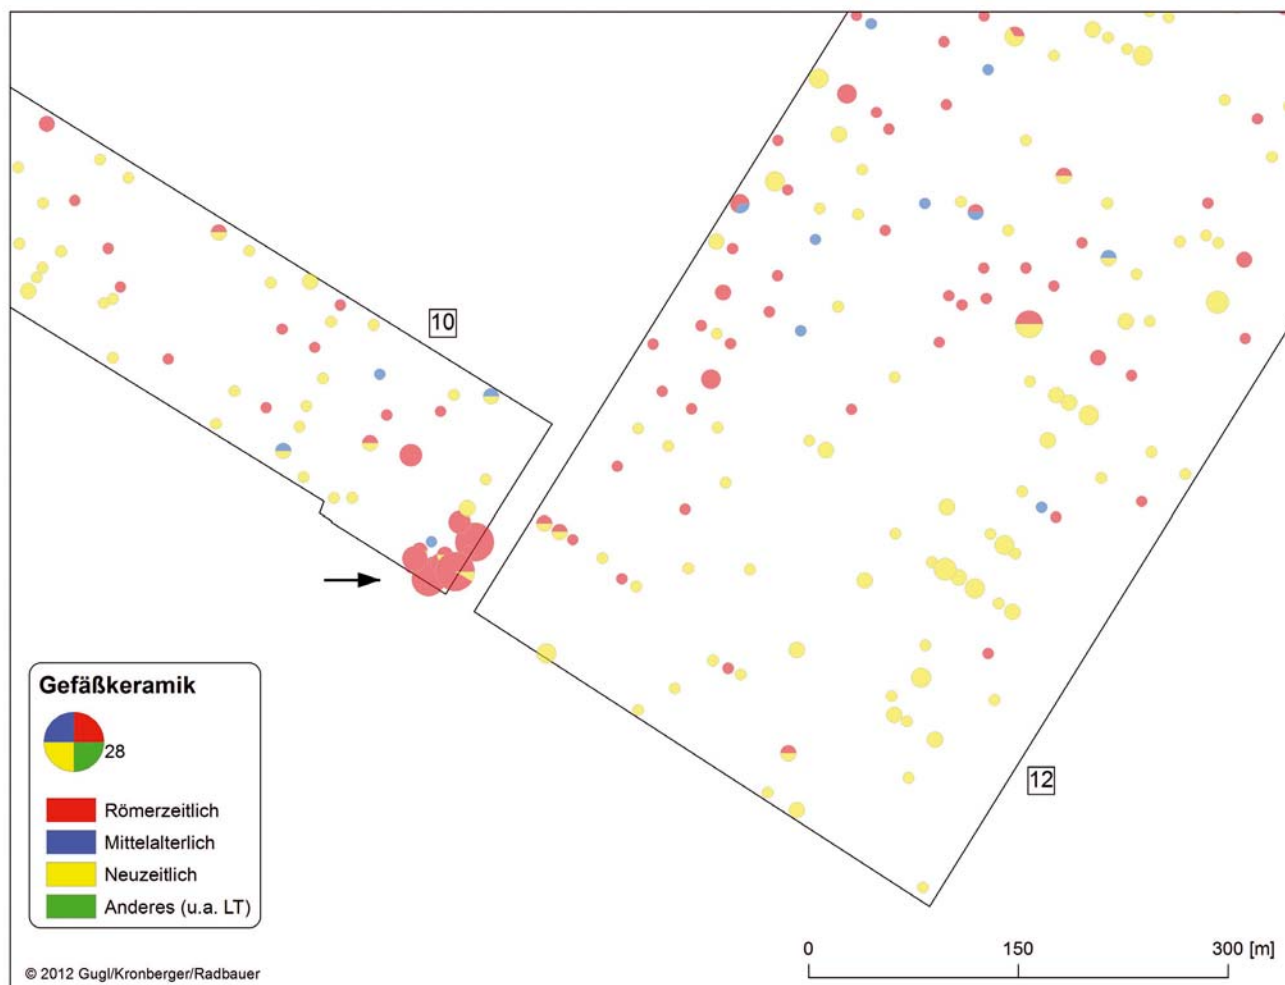 10
12
Gefäßkeramik
28
Römerzeitlich
Mittelalterlich
Neuzeitlich
Anderes (u.a. LT)
0 150 300 [m]
© 2012 Gugl/Kronberger/Radbauer